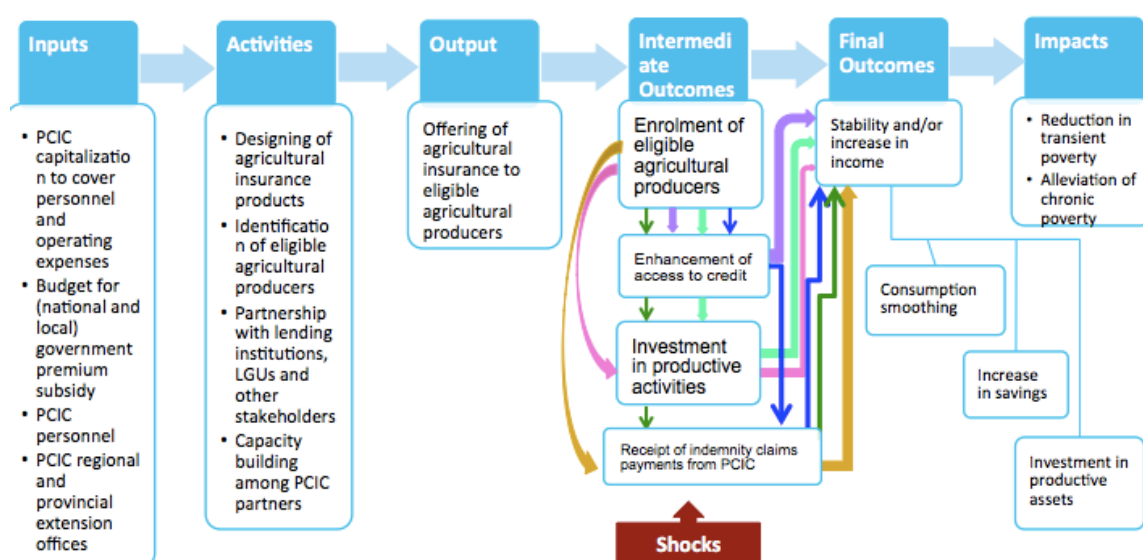 Inputs
• PCIC
capitalizatio
n to cover
personnel
and
operating
expenses
• Budget for
(national and
local)
government
premium
subsidy
• PCIC
personnel
• PCIC regional
and
provincial
extension
offices
Activities
• Designing of
agricultural
insurance
products
• Identificatio
n of eligible
agricultural
producers
• Partnership
with lending
institutions,
LGUs and
other
stakeholders
• Capacity
building
among PCIC
partners
Output
Offering of
agricultural
insurance to
eligible
agricultural
producers
Intermedi
ate
Outcomes
Enrolment of
eligible
agricultural
producers
Enhancement of
access to credit
Investment
in productive
activities
Receipt of indemnity claims
payments from PCIC
Shocks
Final
Outcomes
Stability and/or
increase in
income
Consumption
smoothing
Increase
in savings
Investment in
productive
assets
Impacts
• Reduction in
transient
poverty
• Alleviation of
chronic
poverty